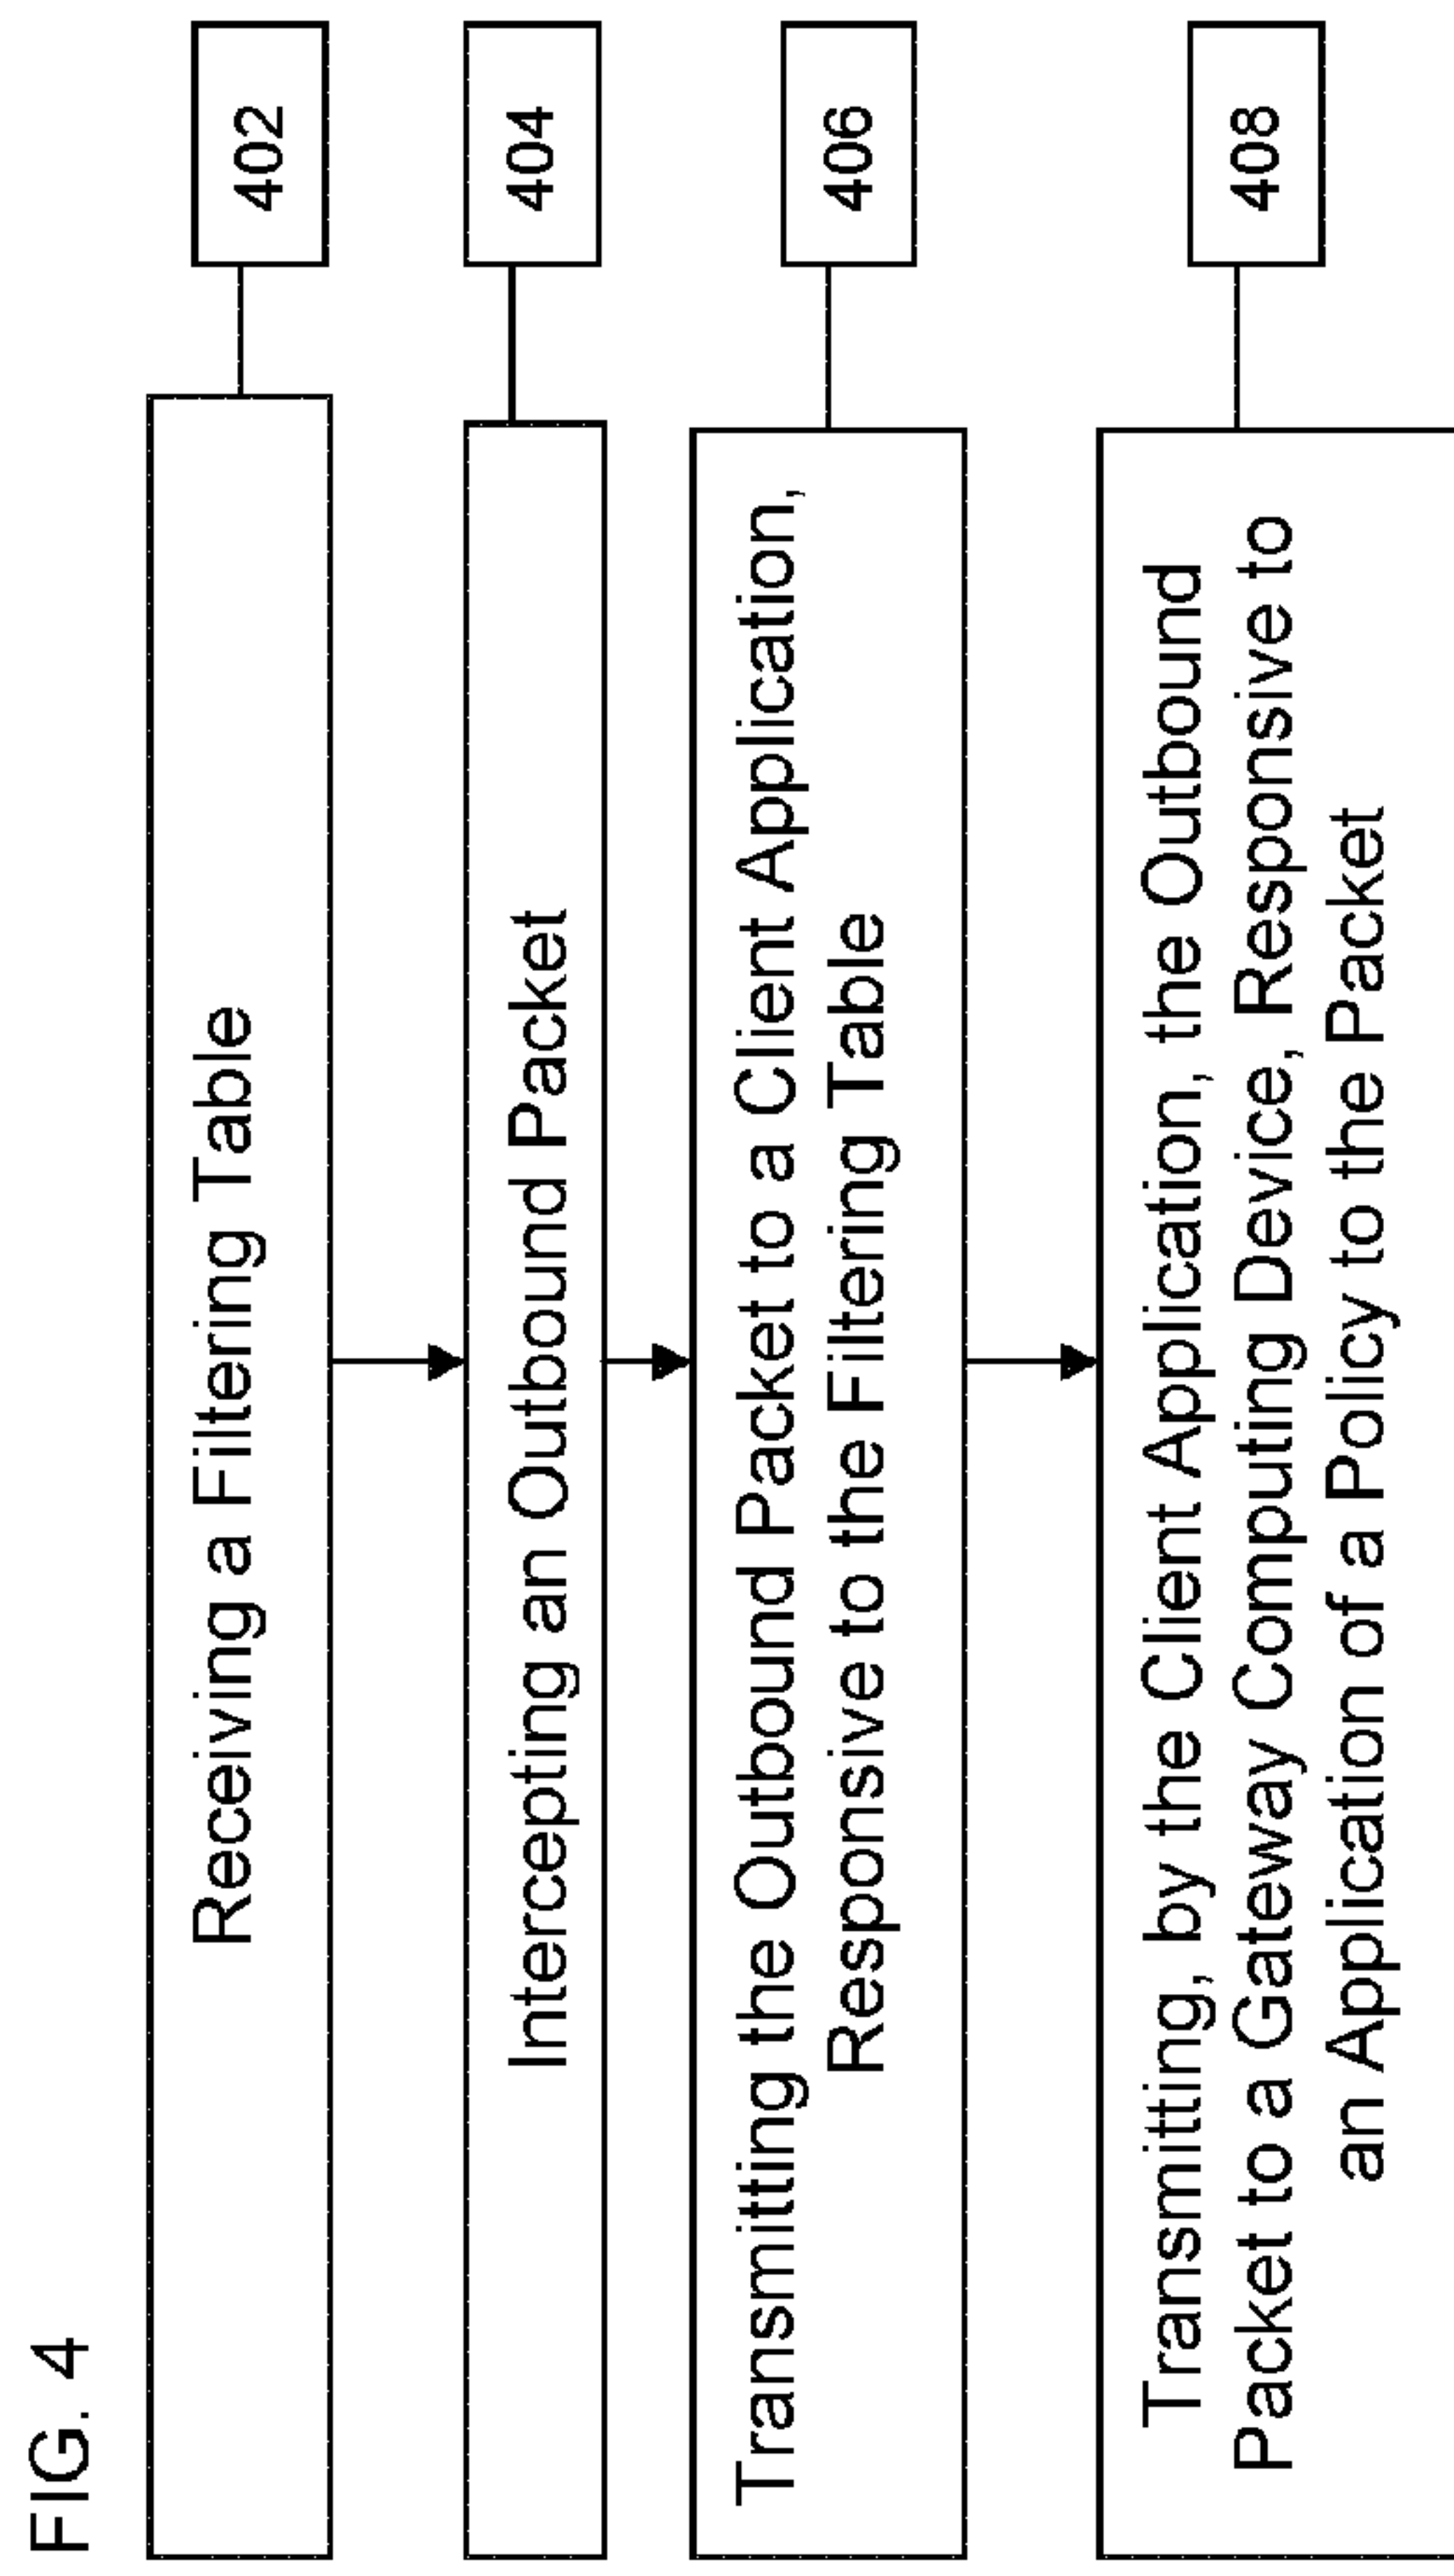 FIG. 4
Receiving a Filtering Table
402
Intercepting an Outbound Packet
404
Transmitting the Outbound Packet to a Client Application,
Responsive to the Filtering Table
406
Transmitting, by the Client Application, the Outbound
Packet to a Gateway Computing Device, Responsive to
an Application of a Policy to the Packet
408